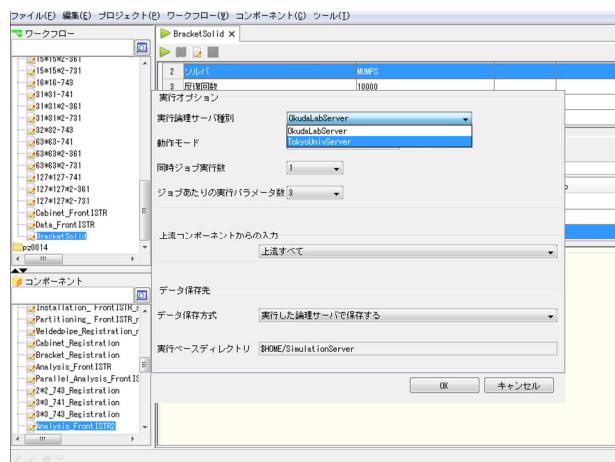 ファイル(F) 編集(E) プロジェクト(P) ワークフロー(W) コンポーネント(C) ツール(I)
ワークフロー
15*15*2-361
15*15*2-731
16*16-743
31*31-741
31*31*2-361
31*31*2-731
32*32-743
63*63-741
63*63*2-361
63*63*2-731
127*127-741
127*127*2-361
127*127*2-731
Cabinet_FrontISTR
Data_FrontISTR
BracketSolid
pz0014
コンポーネント
Installation_ FrontISTR_s
Partitioning_ FrontISTR_r
Weldedpipe_Registration_r
Cabinet_Registration
Bracket_Registration
Analysis_FrontISTR
Parallel_Analysis_FrontIS
2*2_743_Registration
3*3_741_Registration
3*3_743_Registration
Analysis_FrontISTR2
BracketSolid
2 ソルバ MUMPS
3 反復回数 10000
実行オプション
実行論理サーバ種別 OkudaLabServer
OkudaLabServer
TokyoUnivServer
動作モード
同時ジョブ実行数 1
ジョブあたりの実行パラメータ数 3
上流コンポーネントからの入力
上流すべて
データ保存先
データ保存方式 実行した論理サーバで保存する
実行ベースディレクトリ $HOME/SimulationServer
OK キャンセル